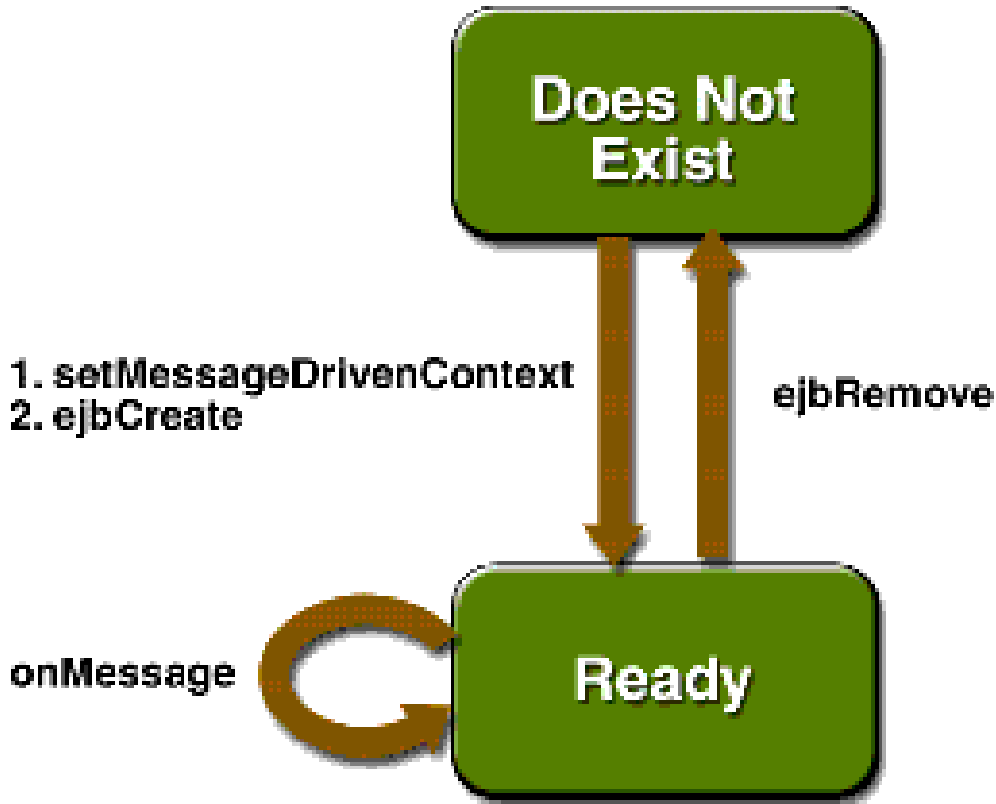 Does Not
Exist
1. setMessageDrivenContext
2. ejbCreate
ejbRemove
onMessage
Ready